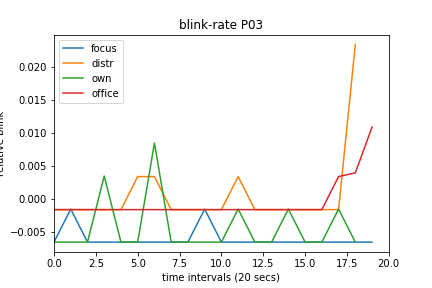 blink-rate P03
focus
distr
own
office
0.020
0.015
0.010
0.005
0.000
−0.005
0.0 2.5 5.0 7.5 10.0 12.5 15.0 17.5 20.0
time intervals (20 secs)